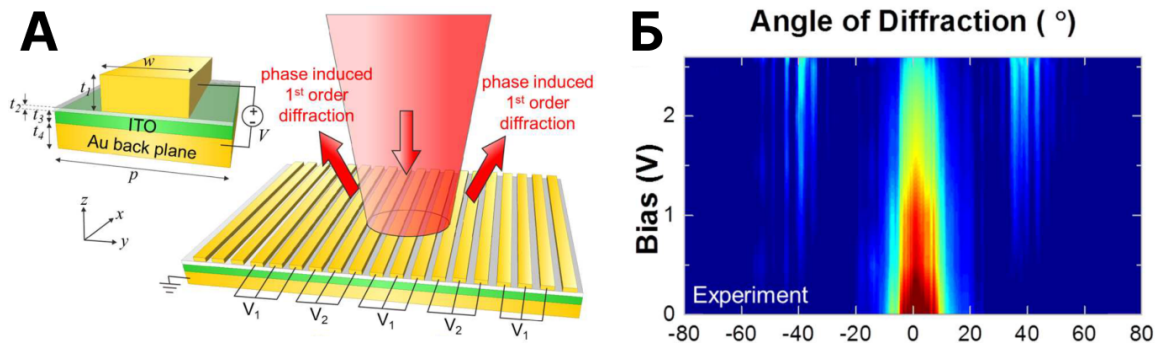 А
w
t₁
t₂
t₃
t₄
ITO
Au back plane
V
p
z
x
y
phase induced
1st order
diffraction
phase induced
1st order
diffraction
V₁
V₂
V₁
V₂
V₁
Б
Angle of Diffraction ( °)
Bias (V)
2
1
0
Experiment
-80 -60 -40 -20 0 20 40 60 80